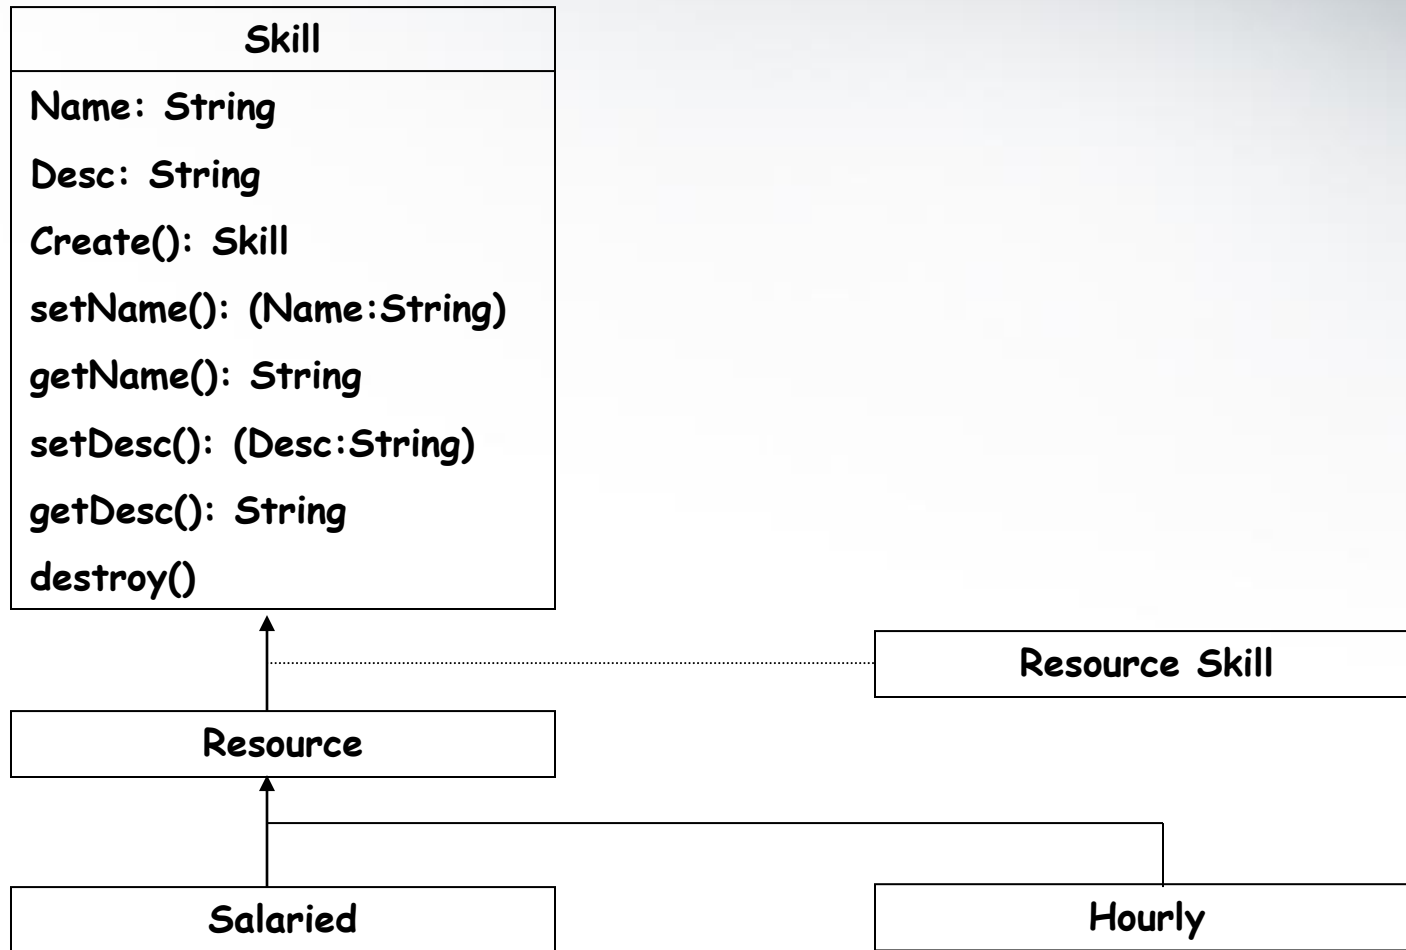 Skill
Name: String
Desc: String
Create(): Skill
setName(): (Name:String)
getName(): String
setDesc(): (Desc:String)
getDesc(): String
destroy()
Resource Skill
Resource
Salaried
Hourly